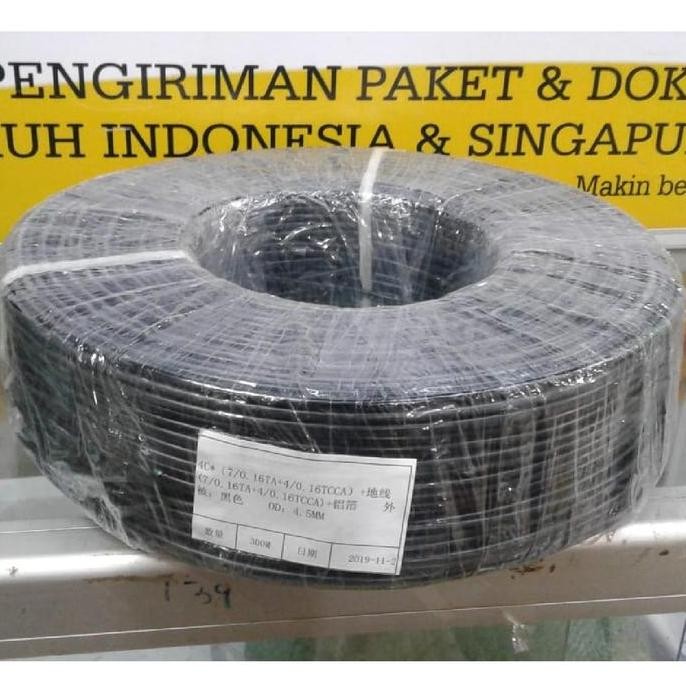 PENGIRIMAN PAKET & DOK
RUH INDONESIA & SINGAPU
Makin be
4C*（7/0.16TA+4/0.16TCCA）+地线
(7/0.16TA+4/0.16TCCA)+铝箔 外
被：黑色 OD：4.5MM
数量 300M 日期 2019-11-2